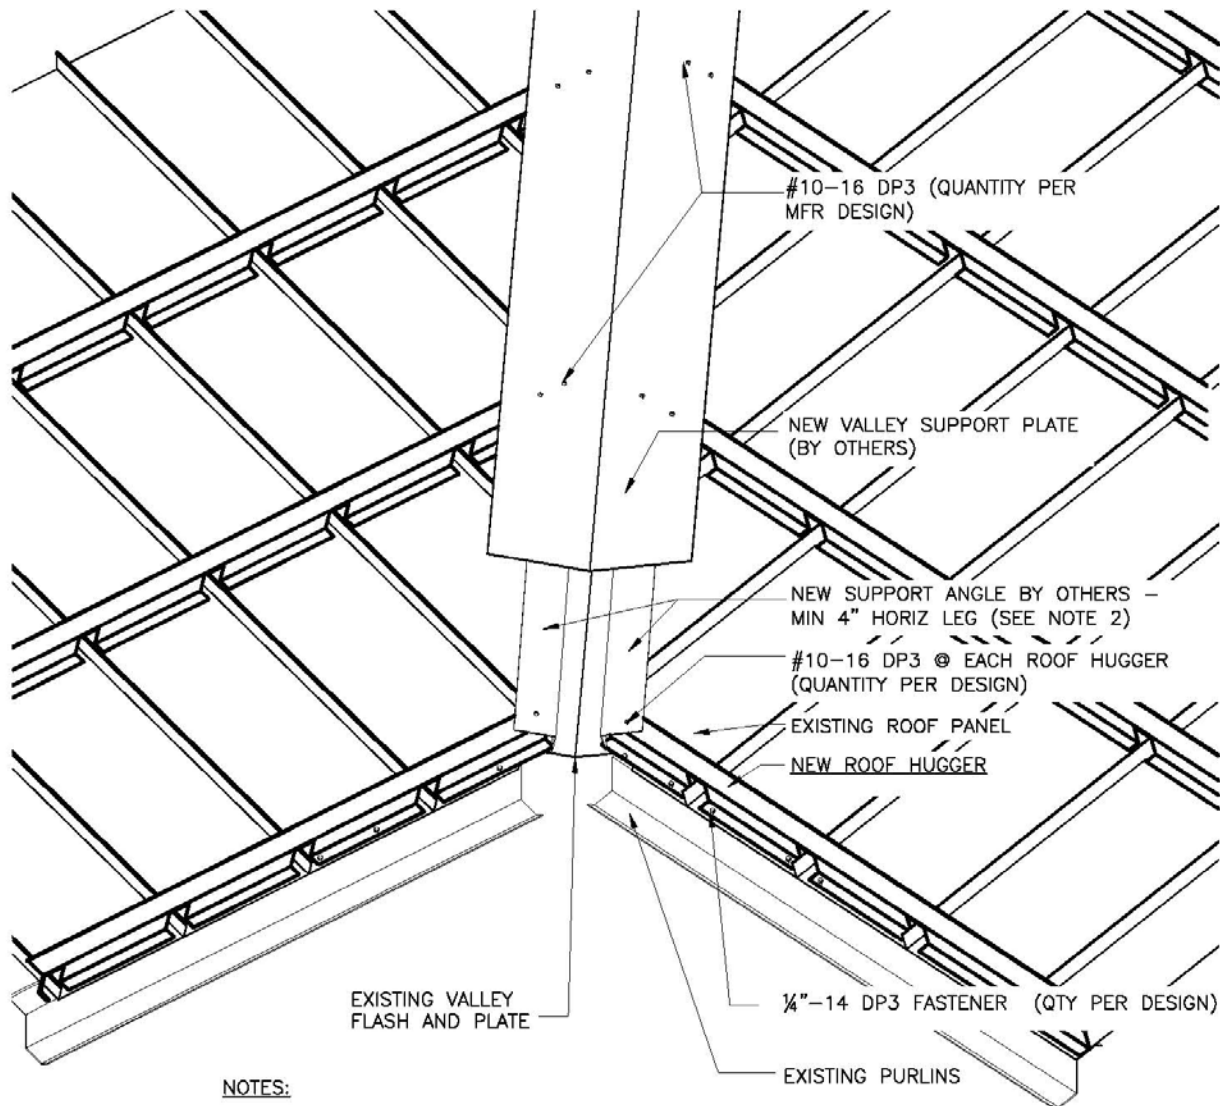 #10-16 DP3 (QUANTITY PER
MFR DESIGN)
NEW VALLEY SUPPORT PLATE
(BY OTHERS)
NEW SUPPORT ANGLE BY OTHERS -
MIN 4" HORIZ LEG (SEE NOTE 2)
#10-16 DP3 @ EACH ROOF HUGGER
(QUANTITY PER DESIGN)
EXISTING ROOF PANEL
NEW ROOF HUGGER
EXISTING VALLEY
FLASH AND PLATE
¼"-14 DP3 FASTENER (QTY PER DESIGN)
EXISTING PURLINS
NOTES: